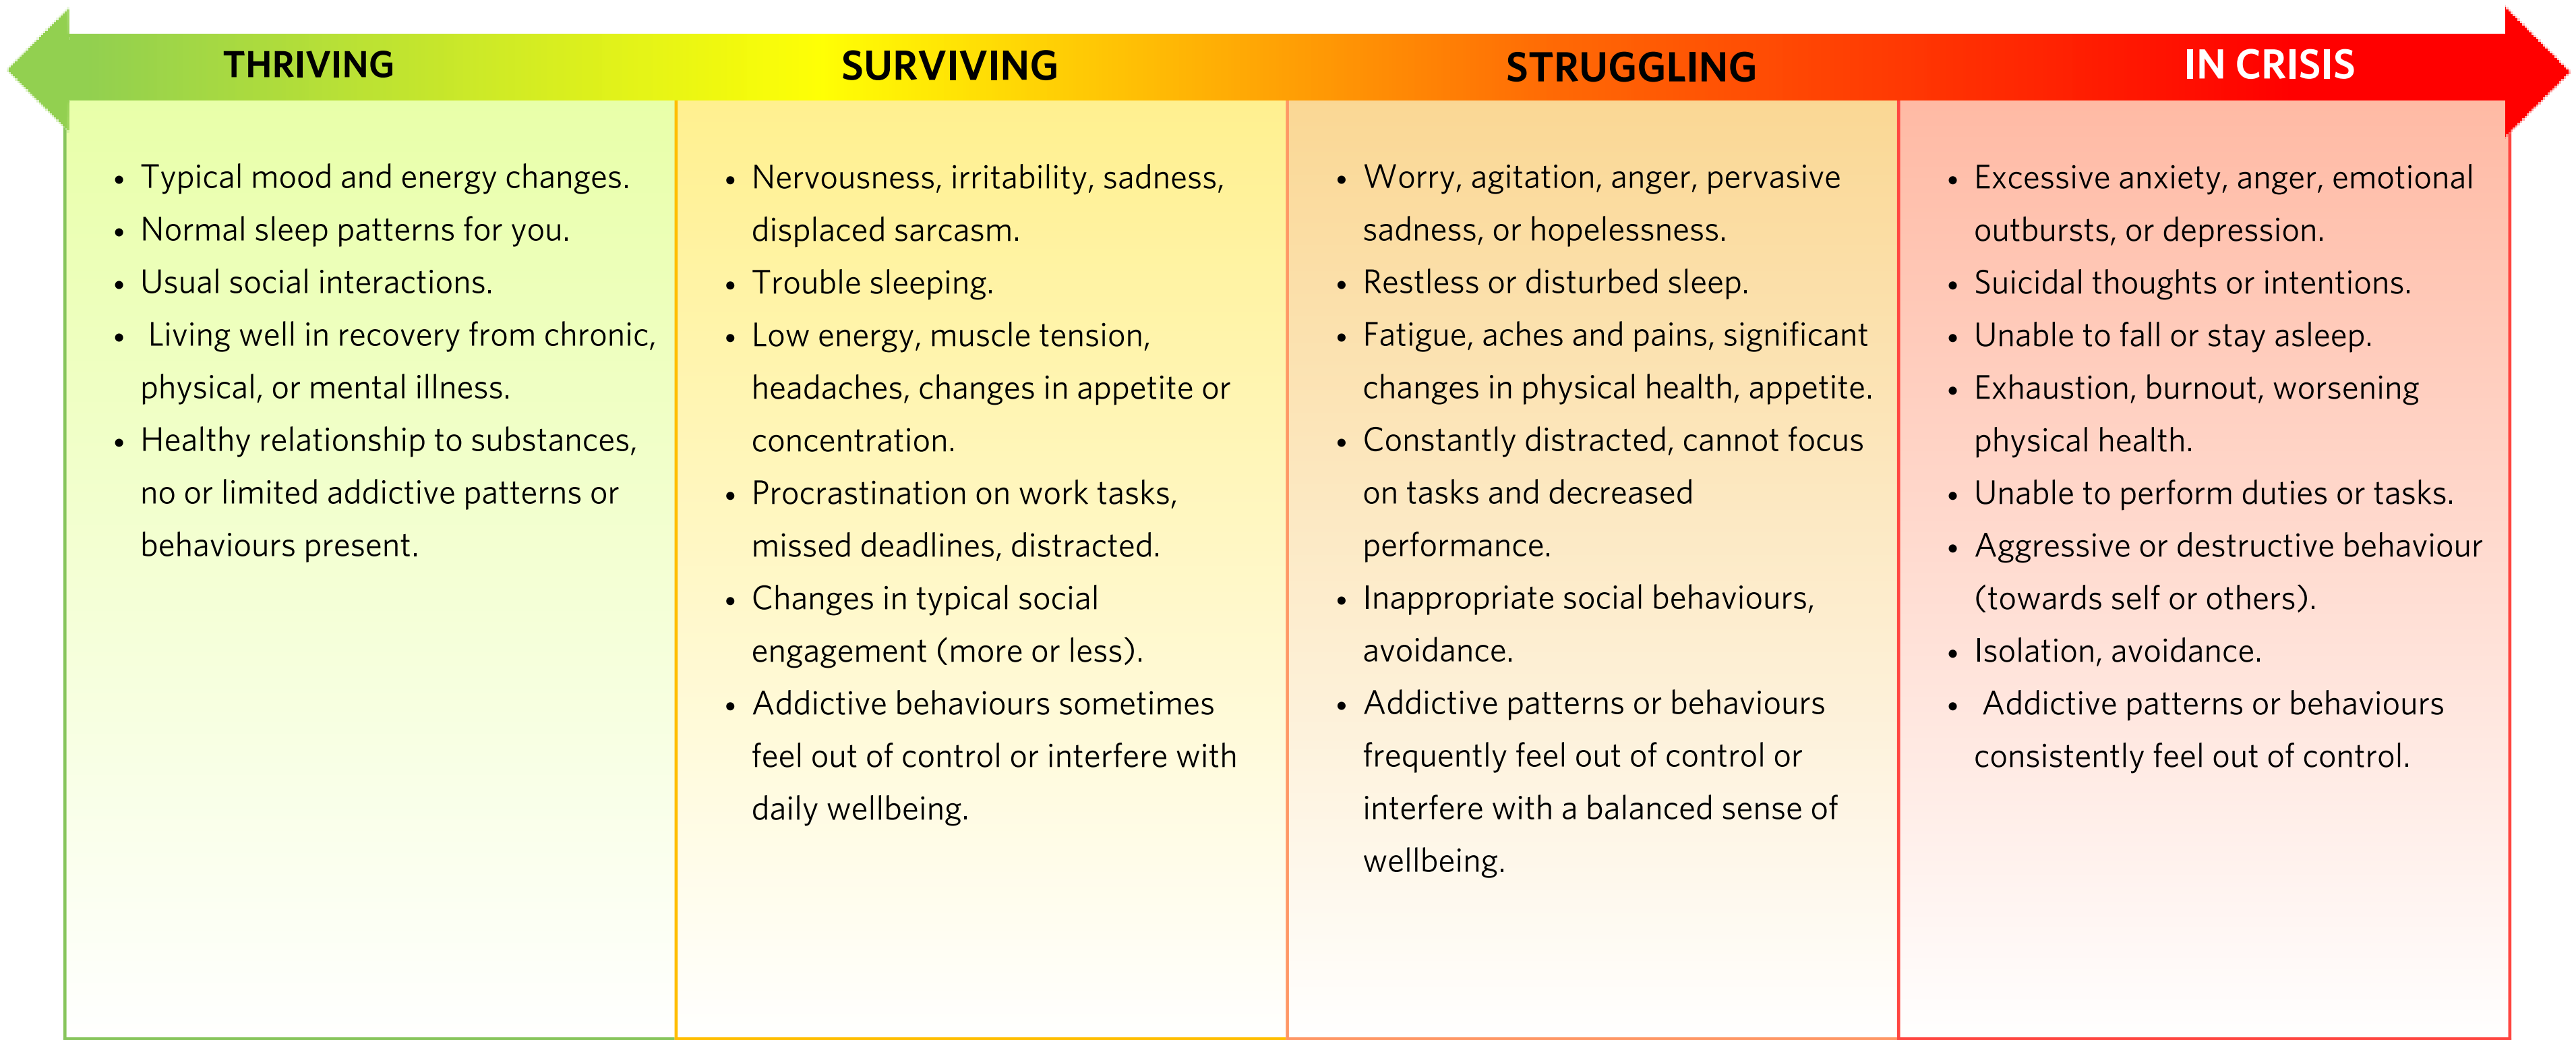 THRIVING
SURVIVING
STRUGGLING
IN CRISIS
• Typical mood and energy changes.
• Normal sleep patterns for you.
• Usual social interactions.
• Living well in recovery from chronic,
physical, or mental illness.
• Healthy relationship to substances,
no or limited addictive patterns or
behaviours present.
• Nervousness, irritability, sadness,
displaced sarcasm.
• Trouble sleeping.
• Low energy, muscle tension,
headaches, changes in appetite or
concentration.
• Procrastination on work tasks,
missed deadlines, distracted.
• Changes in typical social
engagement (more or less).
• Addictive behaviours sometimes
feel out of control or interfere with
daily wellbeing.
• Worry, agitation, anger, pervasive
sadness, or hopelessness.
• Restless or disturbed sleep.
• Fatigue, aches and pains, significant
changes in physical health, appetite.
• Constantly distracted, cannot focus
on tasks and decreased
performance.
• Inappropriate social behaviours,
avoidance.
• Addictive patterns or behaviours
frequently feel out of control or
interfere with a balanced sense of
wellbeing.
• Excessive anxiety, anger, emotional
outbursts, or depression.
• Suicidal thoughts or intentions.
• Unable to fall or stay asleep.
• Exhaustion, burnout, worsening
physical health.
• Unable to perform duties or tasks.
• Aggressive or destructive behaviour
(towards self or others).
• Isolation, avoidance.
• Addictive patterns or behaviours
consistently feel out of control.